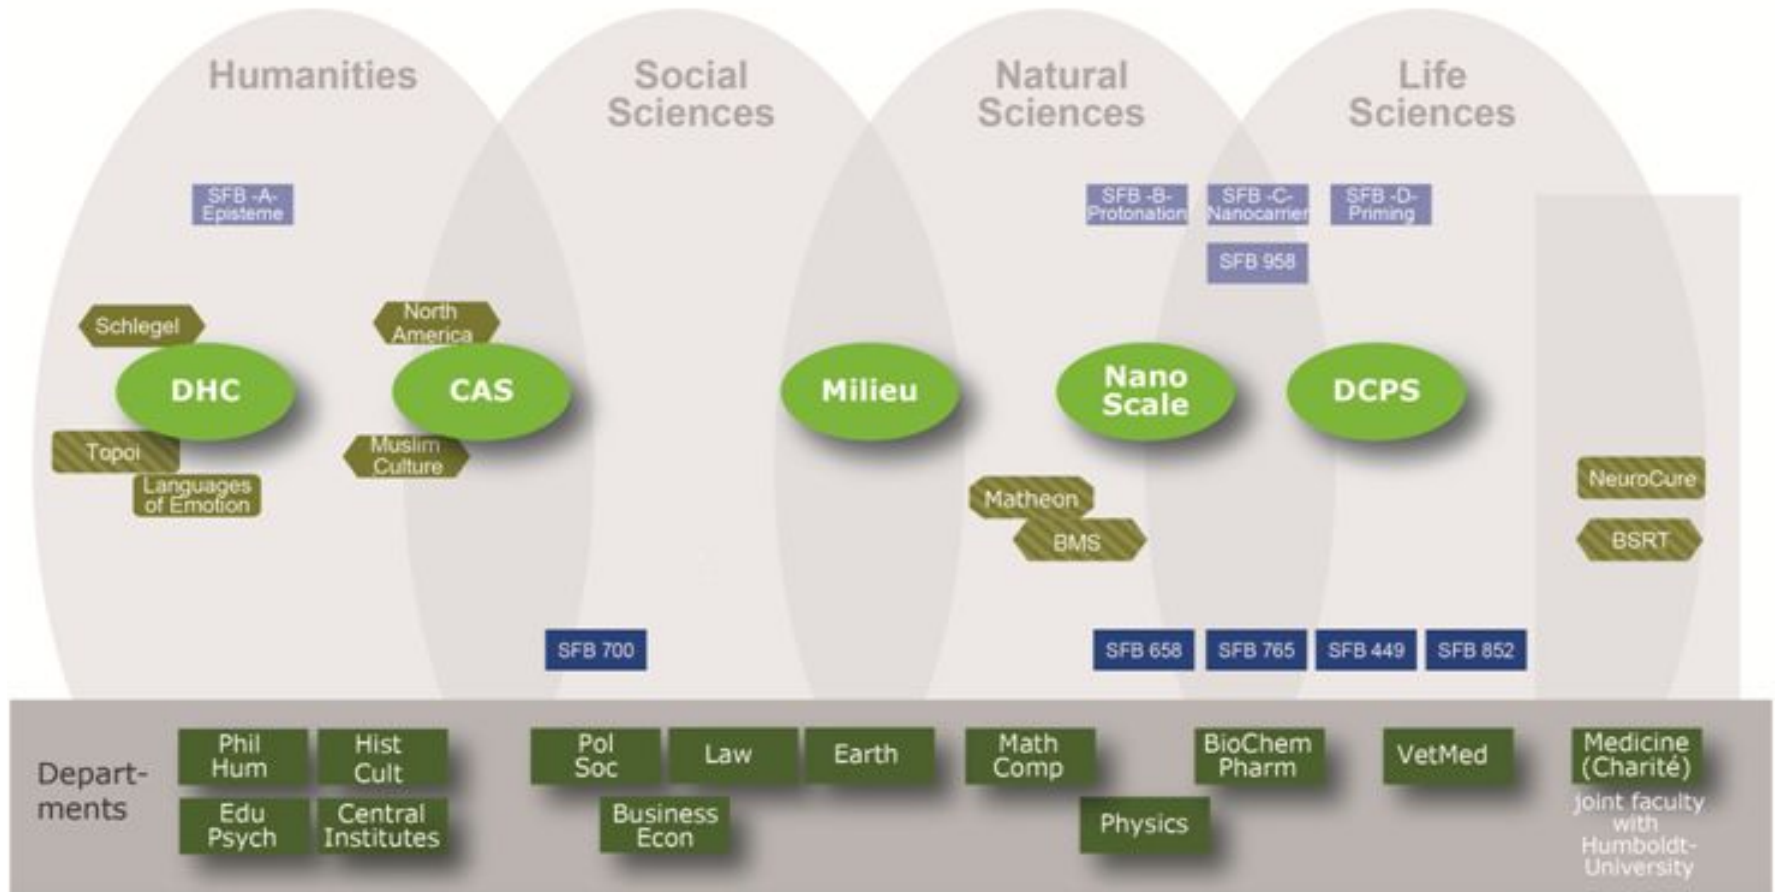 Humanities
Social
Sciences
Natural
Sciences
Life
Sciences
SFB -A-
Episteme
SFB -B-
Protonation
SFB -C-
Nanocarrier
SFB -D-
Priming
SFB 958
Schlegel
North
America
DHC
CAS
Milieu
Nano
Scale
DCPS
Topoi
Muslim
Culture
Languages
of Emotion
Matheon
BMS
NeuroCure
BSRT
SFB 700
SFB 658
SFB 765
SFB 449
SFB 852
Depart-
ments
Phil
Hum
Hist
Cult
Pol
Soc
Law
Earth
Math
Comp
BioChem
Pharm
VetMed
Medicine
(Charité)
Edu
Psych
Central
Institutes
Business
Econ
Physics
joint faculty
with
Humboldt-
University